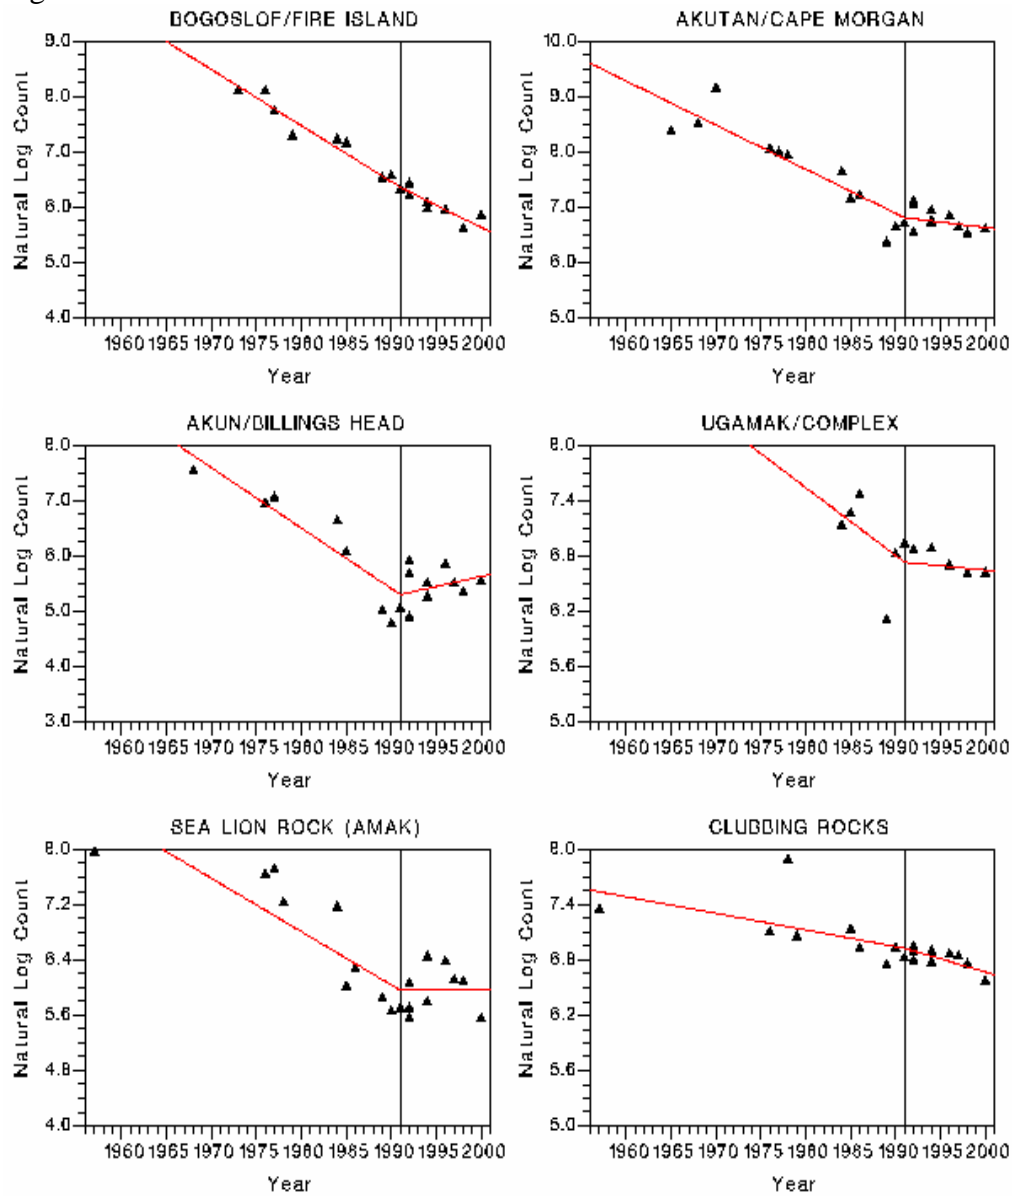 BOGOSLOF/FIRE ISLAND
Natural Log Count
9.0
8.0
7.0
6.0
5.0
4.0
1960 1965 1970 1975 1980 1985 1990 1995 2000
Year
AKUTAN/CAPE MORGAN
Natural Log Count
10.0
9.0
8.0
7.0
6.0
5.0
1960 1965 1970 1975 1980 1985 1990 1995 2000
Year
AKUN/BILLINGS HEAD
Natural Log Count
8.0
7.0
6.0
5.0
4.0
3.0
1960 1965 1970 1975 1980 1985 1990 1995 2000
Year
UGAMAK/COMPLEX
Natural Log Count
8.0
7.4
6.8
6.2
5.6
5.0
1960 1965 1970 1975 1980 1985 1990 1995 2000
Year
SEA LION ROCK (AMAK)
Natural Log Count
8.0
7.2
6.4
5.6
4.8
4.0
1960 1965 1970 1975 1980 1985 1990 1995 2000
Year
CLUBBING ROCKS
Natural Log Count
8.0
7.4
6.8
6.2
5.6
5.0
1960 1965 1970 1975 1980 1985 1990 1995 2000
Year